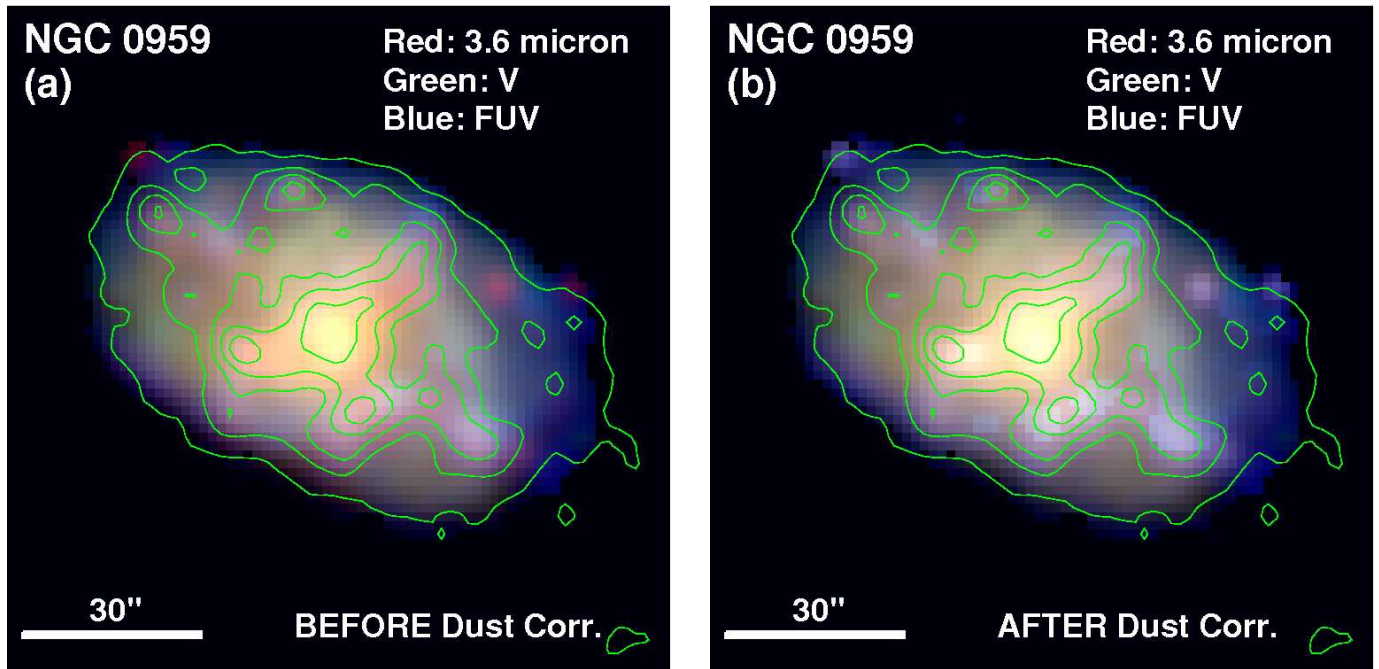 NGC 0959
(a)
Red: 3.6 micron
Green: V
Blue: FUV
30"
BEFORE Dust Corr.
NGC 0959
(b)
Red: 3.6 micron
Green: V
Blue: FUV
30"
AFTER Dust Corr.